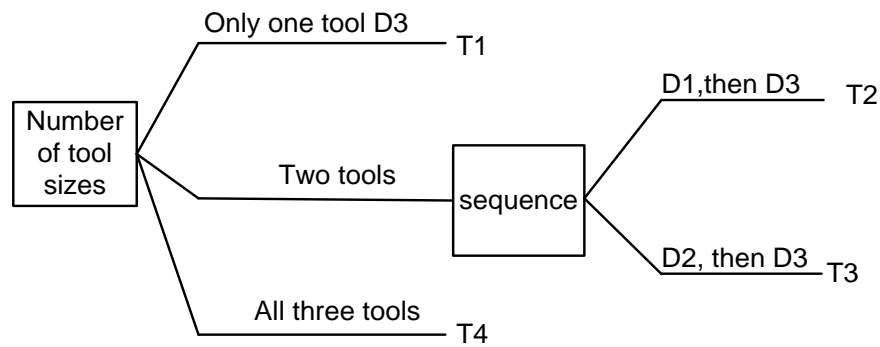 Only one tool D3
T1
Number
of tool
sizes
Two tools
sequence
D1,then D3
T2
D2, then D3
T3
All three tools
T4